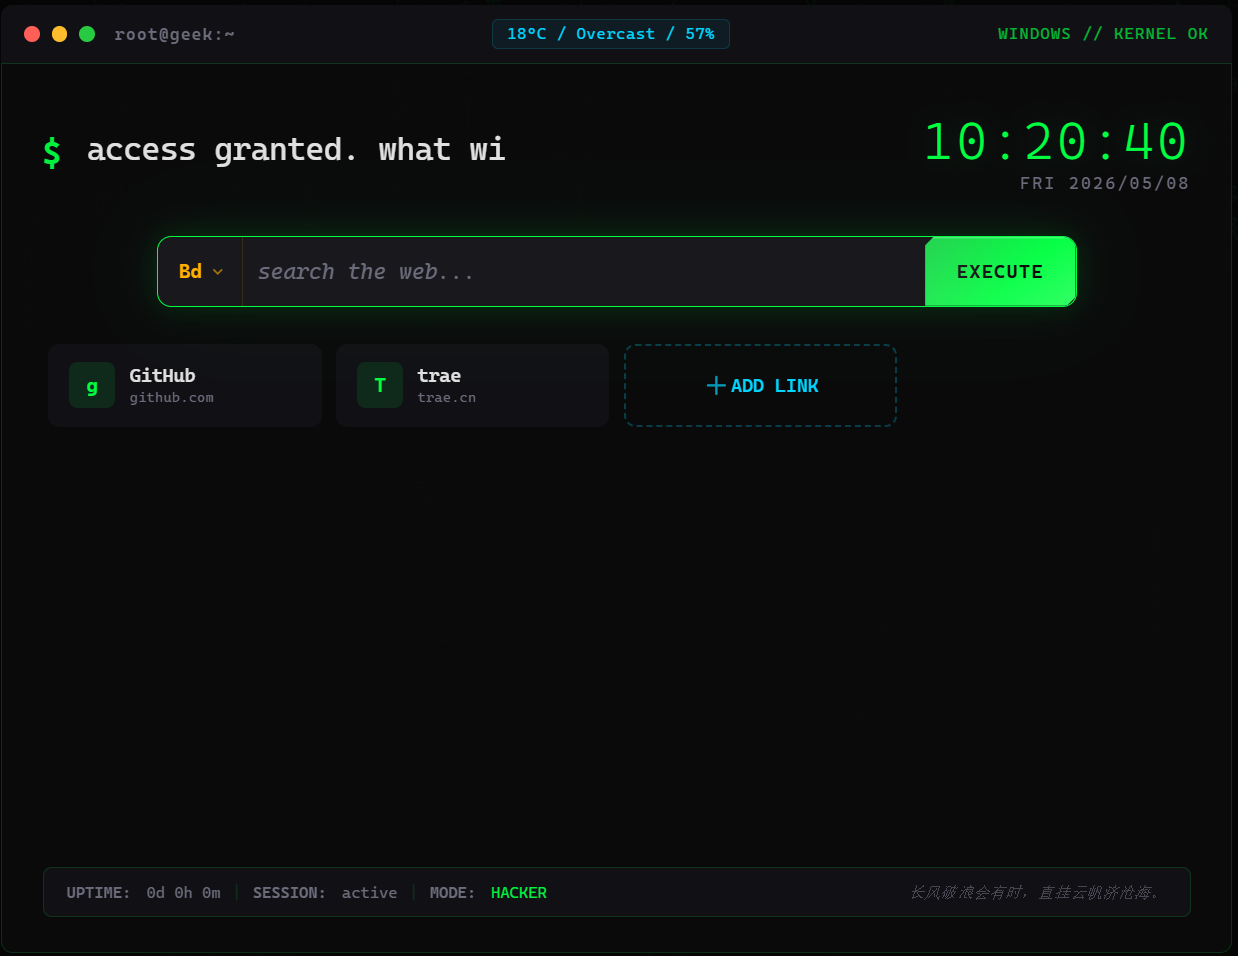 root@geek:~
18°C / Overcast / 57%
WINDOWS // KERNEL OK
$ access granted. what wi
10:20:40
FRI 2026/05/08
Bd
search the web...
EXECUTE
g
GitHub
github.com
T
trae
trae.cn
ADD LINK
UPTIME: 0d 0h 0m
SESSION: active
MODE: HACKER
长风破浪会有时，直挂云帆济沧海。